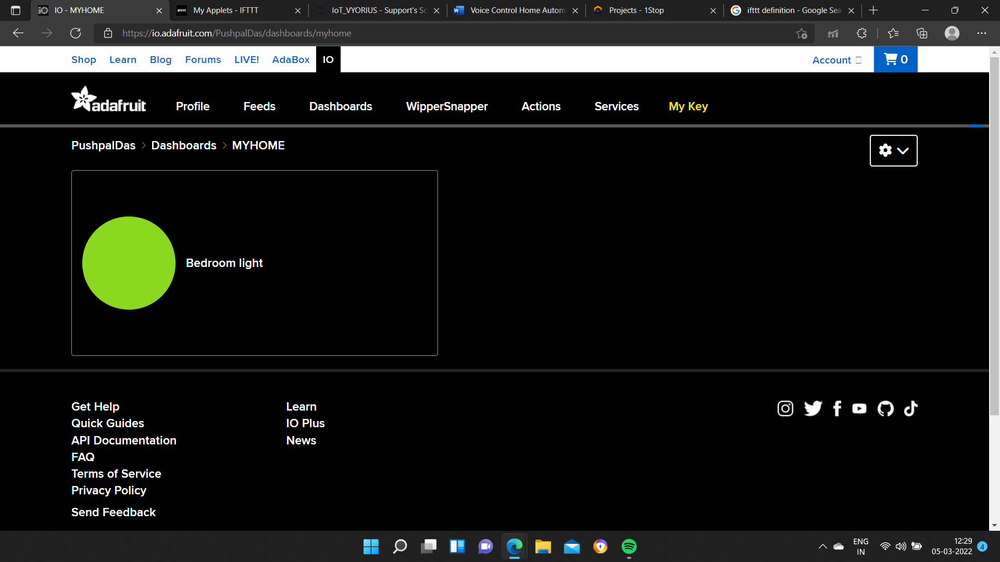 IO - MYHOME
My Applets - IFTTT
IoT_VYORIUS - Support's Sc
Voice Control Home Autom
Projects - 1Stop
ifttt definition - Google Sea
https://io.adafruit.com/PushpalDas/dashboards/myhome
Shop Learn Blog Forums LIVE! AdaBox IO Account 0
adafruit Profile Feeds Dashboards WipperSnapper Actions Services My Key
PushpalDas > Dashboards > MYHOME
Bedroom light
Get Help
Quick Guides
API Documentation
FAQ
Terms of Service
Privacy Policy
Send Feedback
Learn
IO Plus
News
ENG
IN
12:29
05-03-2022
4